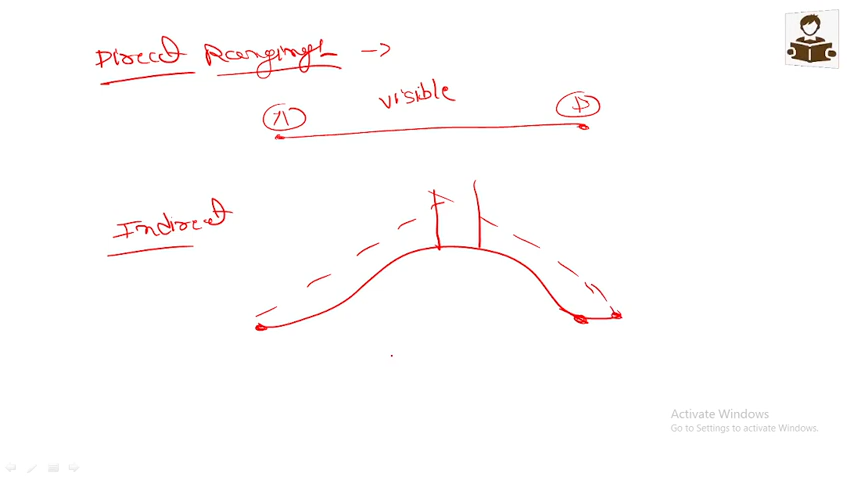 Direct Ranging:- →
visible
Indirect
Activate Windows
Go to Settings to activate Windows.